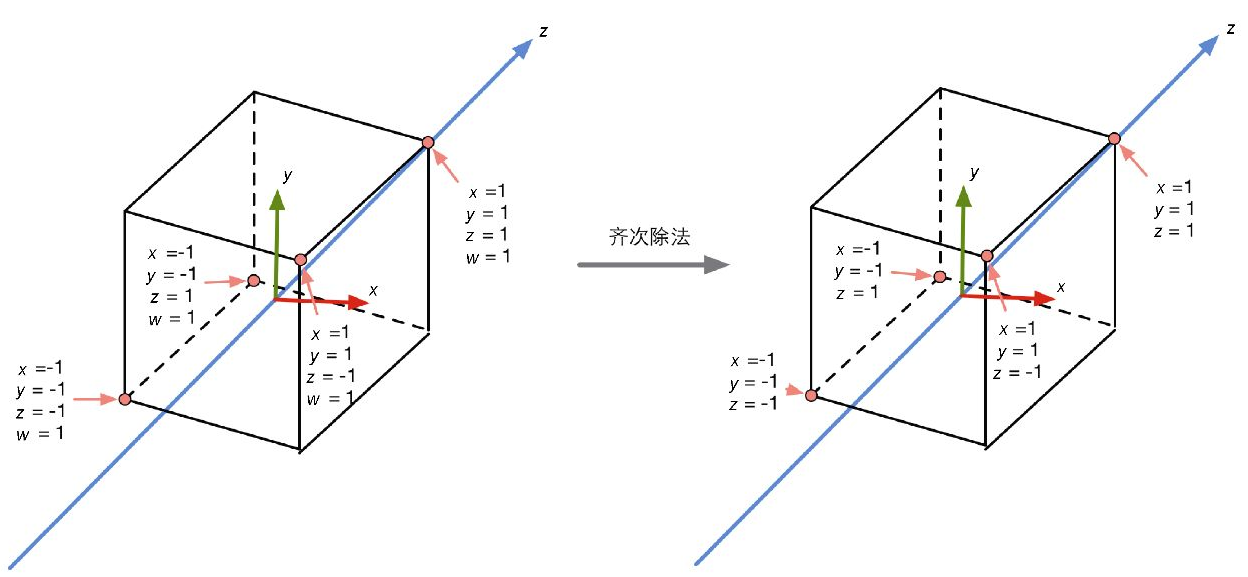 z
y
x =1
y = 1
z = 1
w = 1
x =-1
y = -1
z = 1
w = 1
x
x =1
y = 1
z = -1
w = 1
x =-1
y = -1
z = -1
w = 1
齐次除法
z
y
x =1
y = 1
z = 1
x =-1
y = -1
z = 1
x
x =1
y = 1
z = -1
x =-1
y = -1
z = -1